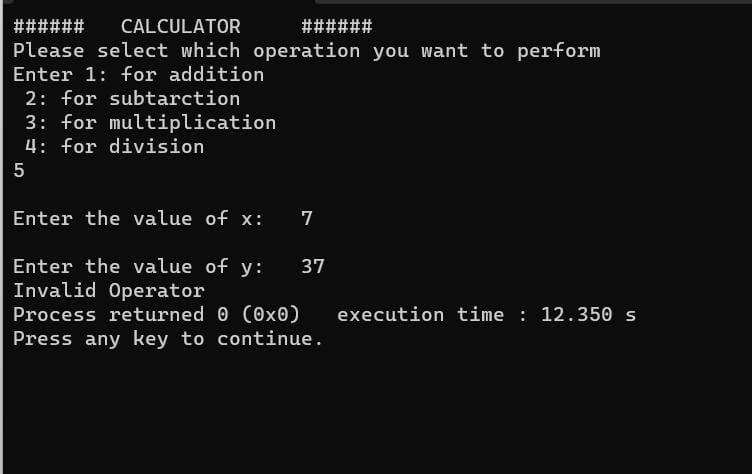 ######   CALCULATOR     ######
Please select which operation you want to perform
Enter 1: for addition
 2: for subtarction
 3: for multiplication
 4: for division
5

Enter the value of x:   7

Enter the value of y:   37
Invalid Operator
Process returned 0 (0x0)   execution time : 12.350 s
Press any key to continue.